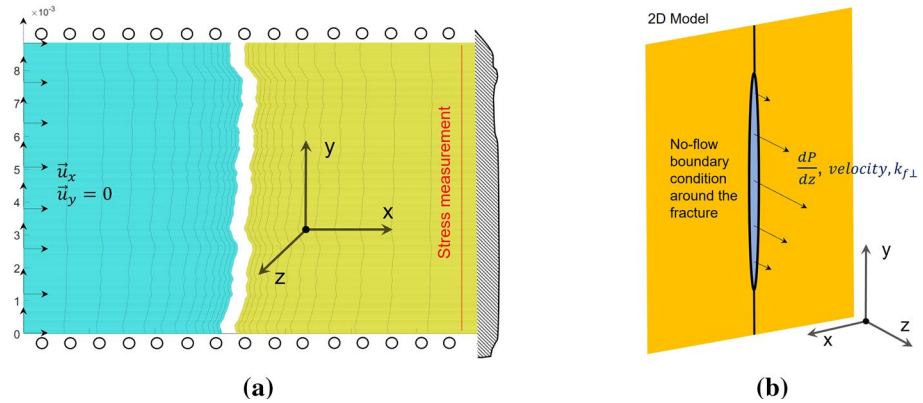 ×10⁻³
8
7
6
5
4
3
2
1
0
u⃗ₓ
u⃗ᵧ = 0
y
x
z
Stress measurement
(a)
2D Model
No-flow
boundary
condition
around the
fracture
dP/dz, velocity, k_f⊥
y
z
x
(b)